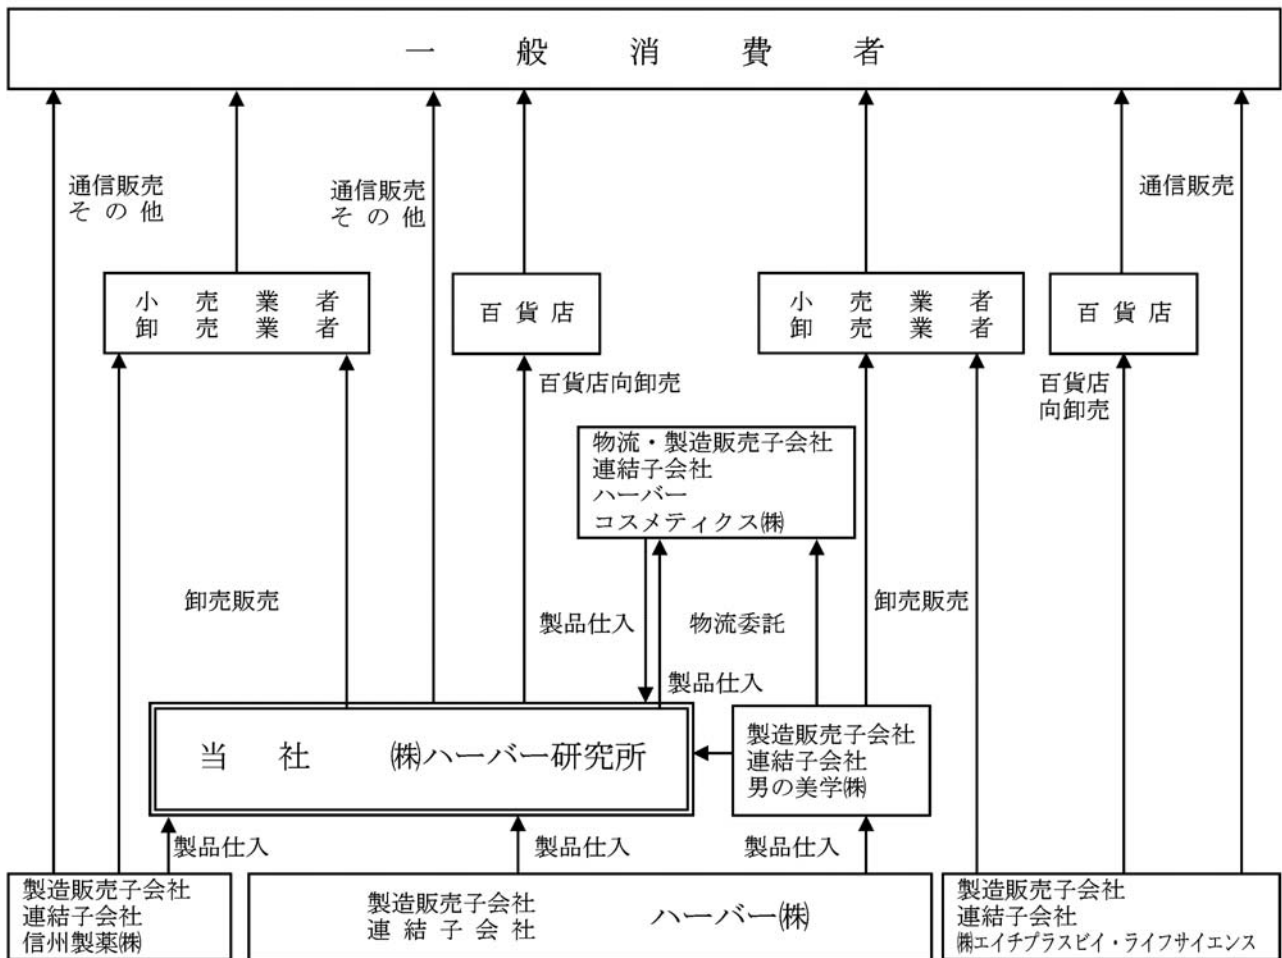 一般消費者
通信販売
その他
通信販売
その他
通信販売
小売業者
卸売業者
百貨店
小売業者
卸売業者
百貨店
百貨店向卸売
百貨店
向卸売
物流・製造販売子会社
連結子会社
ハーバー
コスメティクス㈱
卸売販売
製品仕入
物流委託
卸売販売
製品仕入
当社 ㈱ハーバー研究所
製造販売子会社
連結子会社
男の美学㈱
製品仕入
製品仕入
製品仕入
製造販売子会社
連結子会社
信州製薬㈱
製造販売子会社
連結子会社
ハーバー㈱
製造販売子会社
連結子会社
㈱エイチプラスビイ・ライフサイエンス